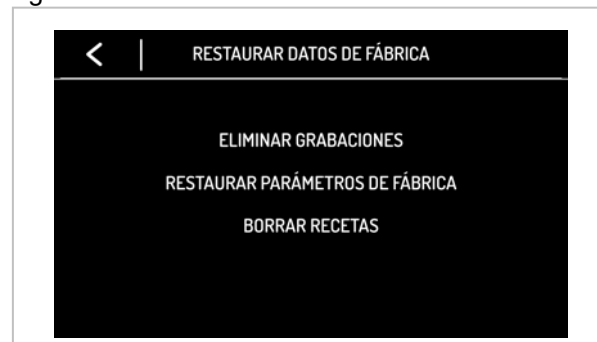 RESTAURAR DATOS DE FÁBRICA
ELIMINAR GRABACIONES
RESTAURAR PARÁMETROS DE FÁBRICA
BORRAR RECETAS